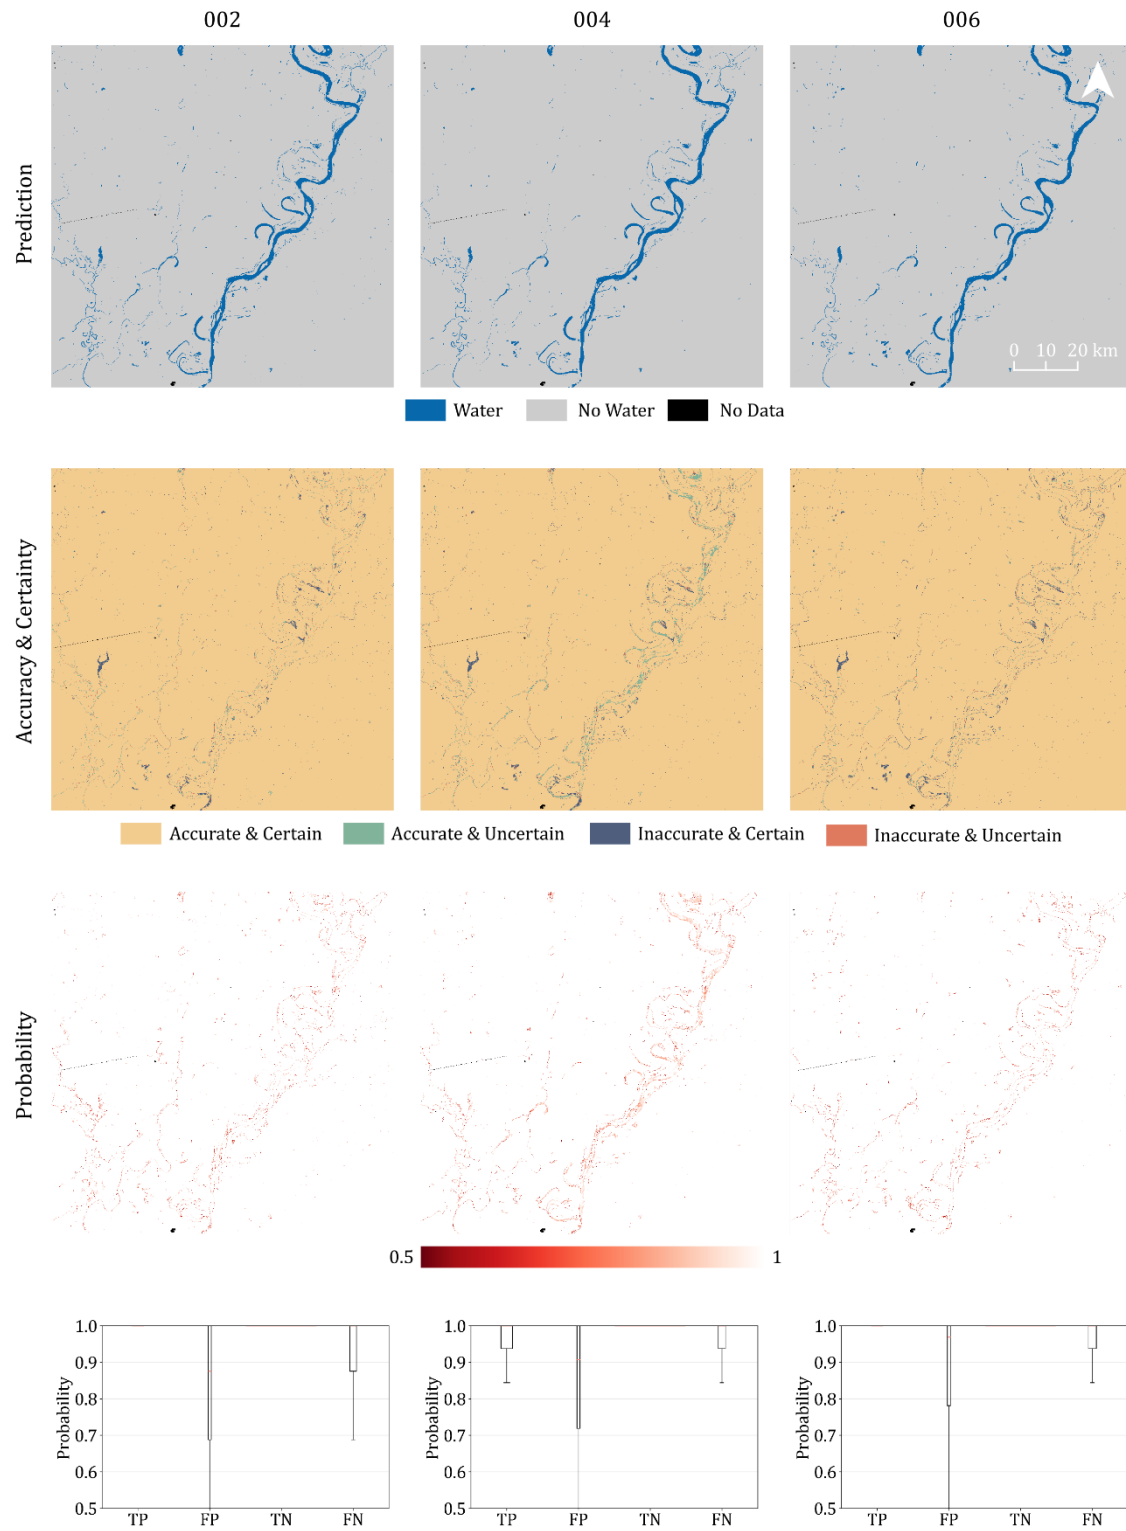 002 004 006
Prediction
0 10 20 km
Water No Water No Data
Accuracy & Certainty
Accurate & Certain Accurate & Uncertain Inaccurate & Certain Inaccurate & Uncertain
Probability
0.5 1
1.0 1.0 1.0
0.9 0.9 0.9
0.8 0.8 0.8
0.7 0.7 0.7
0.6 0.6 0.6
0.5 0.5 0.5
Probability Probability Probability
TP FP TN FN TP FP TN FN TP FP TN FN